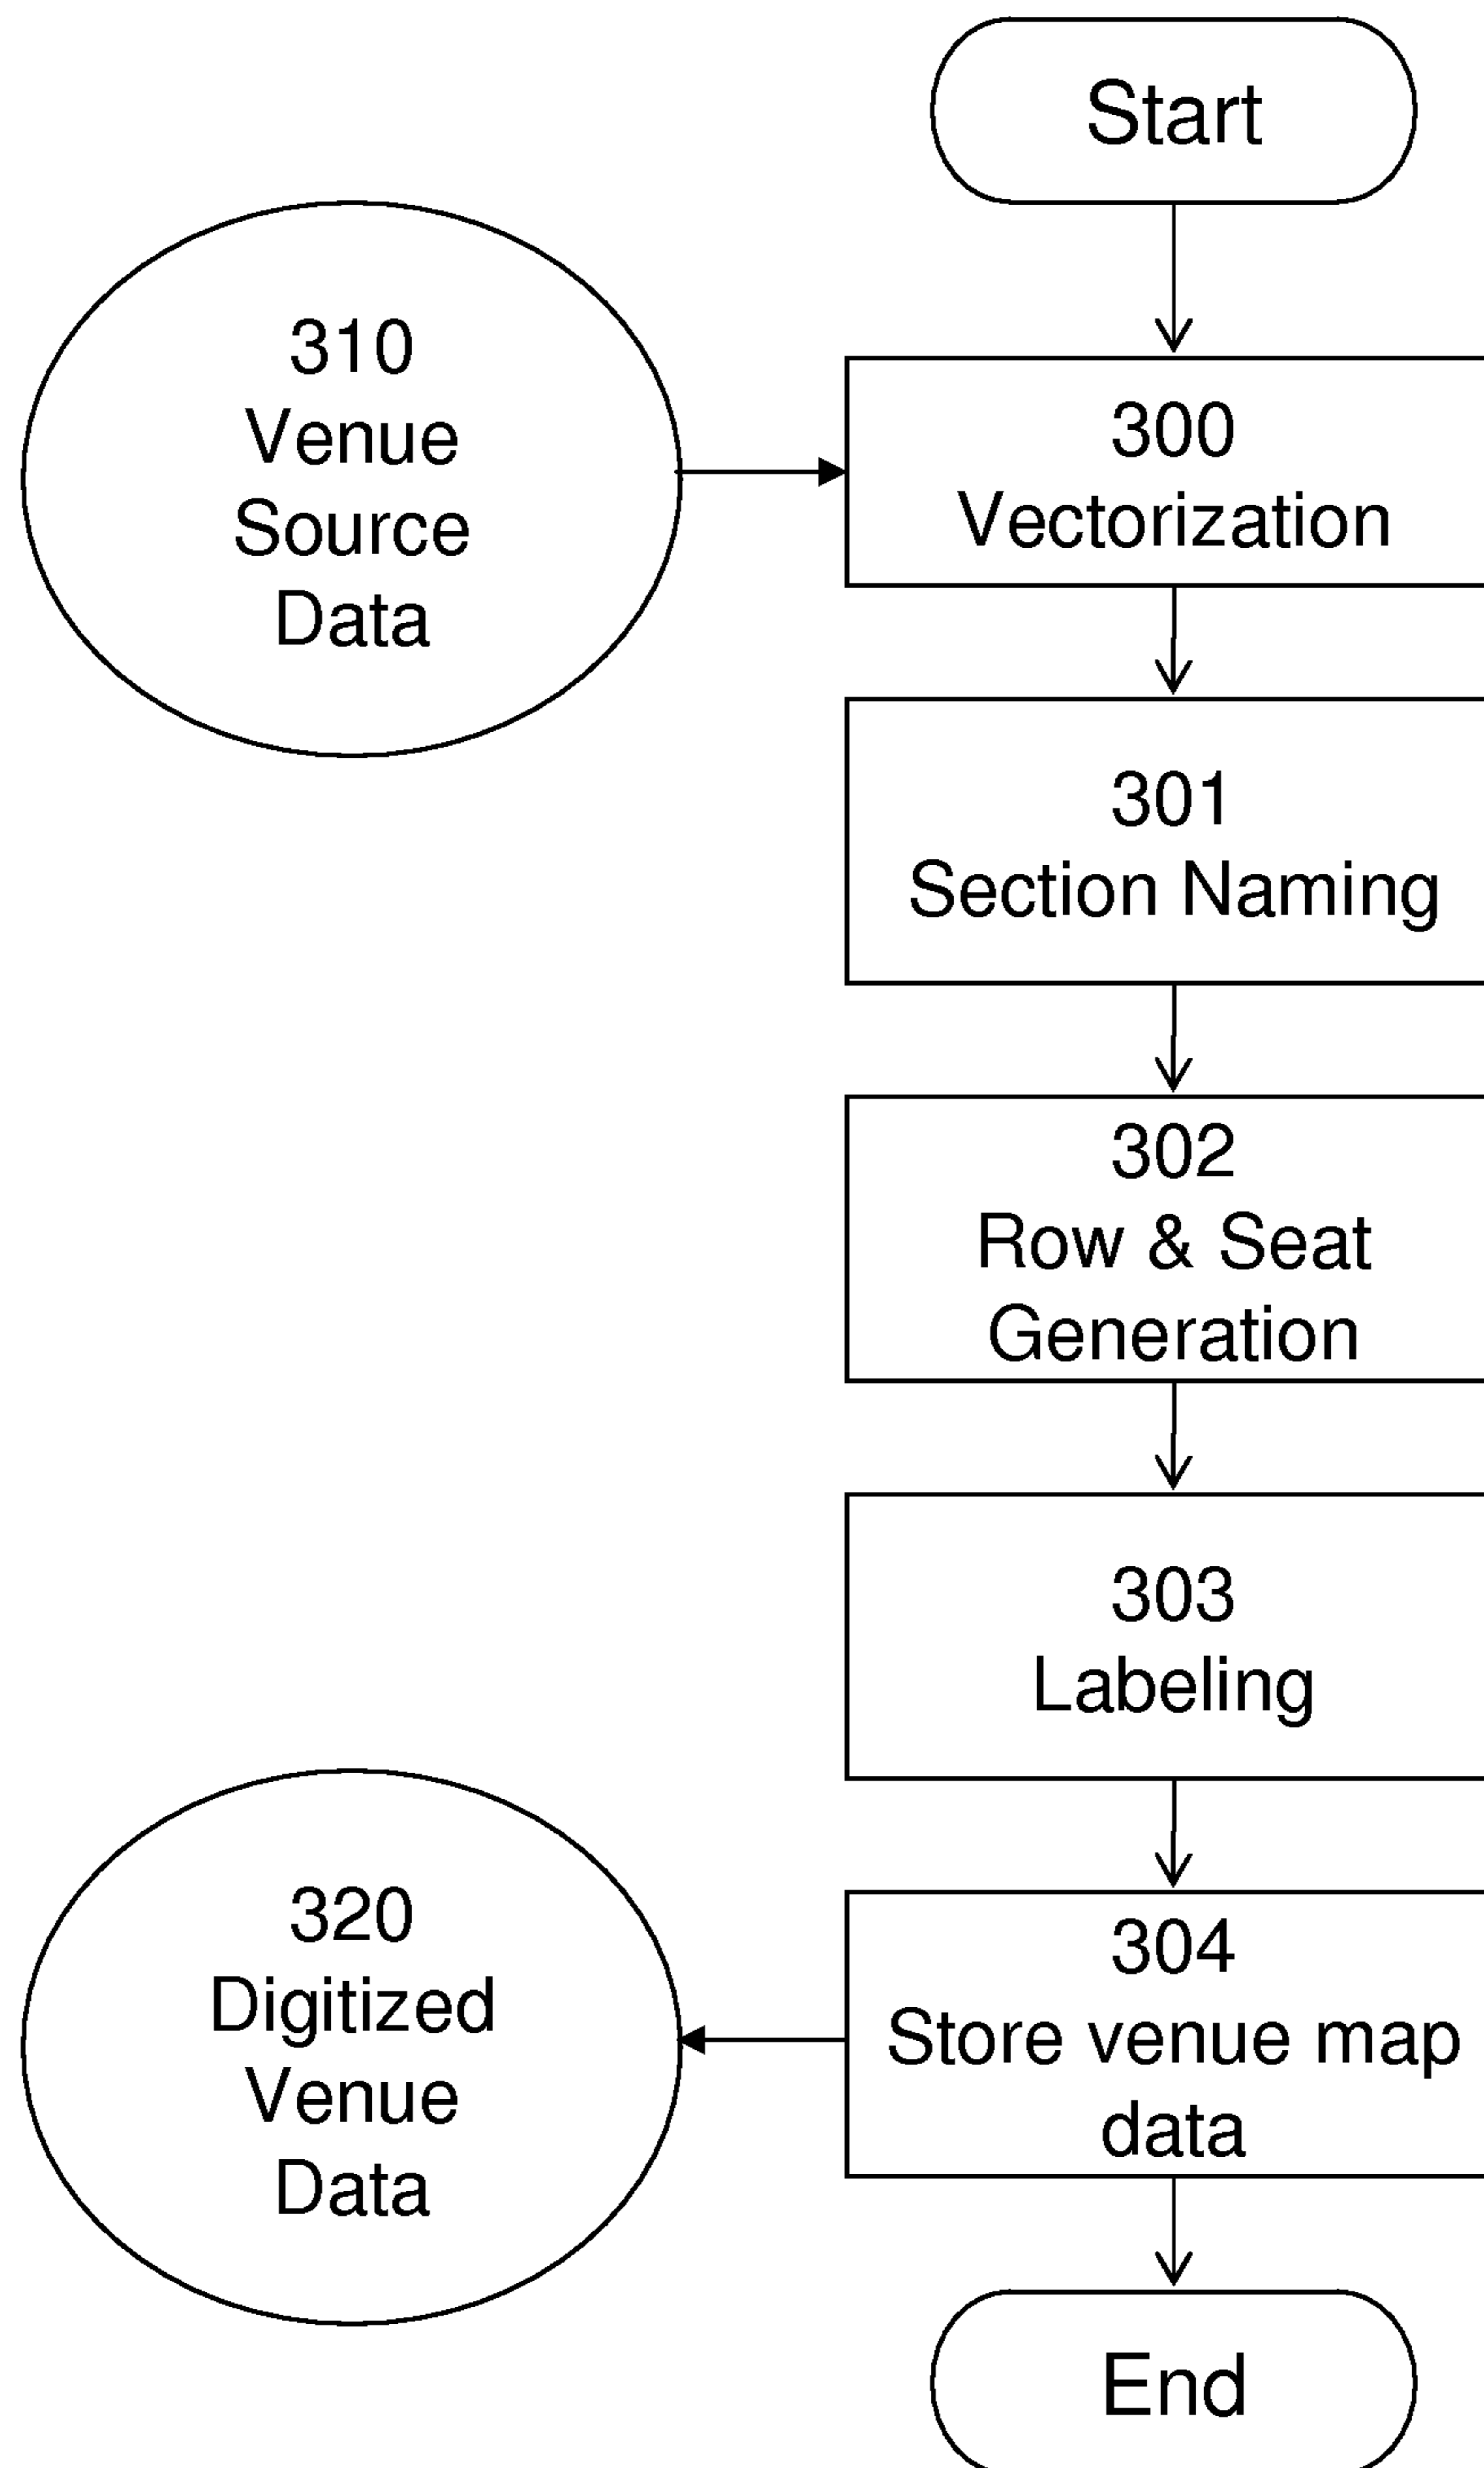 Start
310
Venue
Source
Data
300
Vectorization
301
Section Naming
302
Row & Seat
Generation
303
Labeling
320
Digitized
Venue
Data
304
Store venue map
data
End